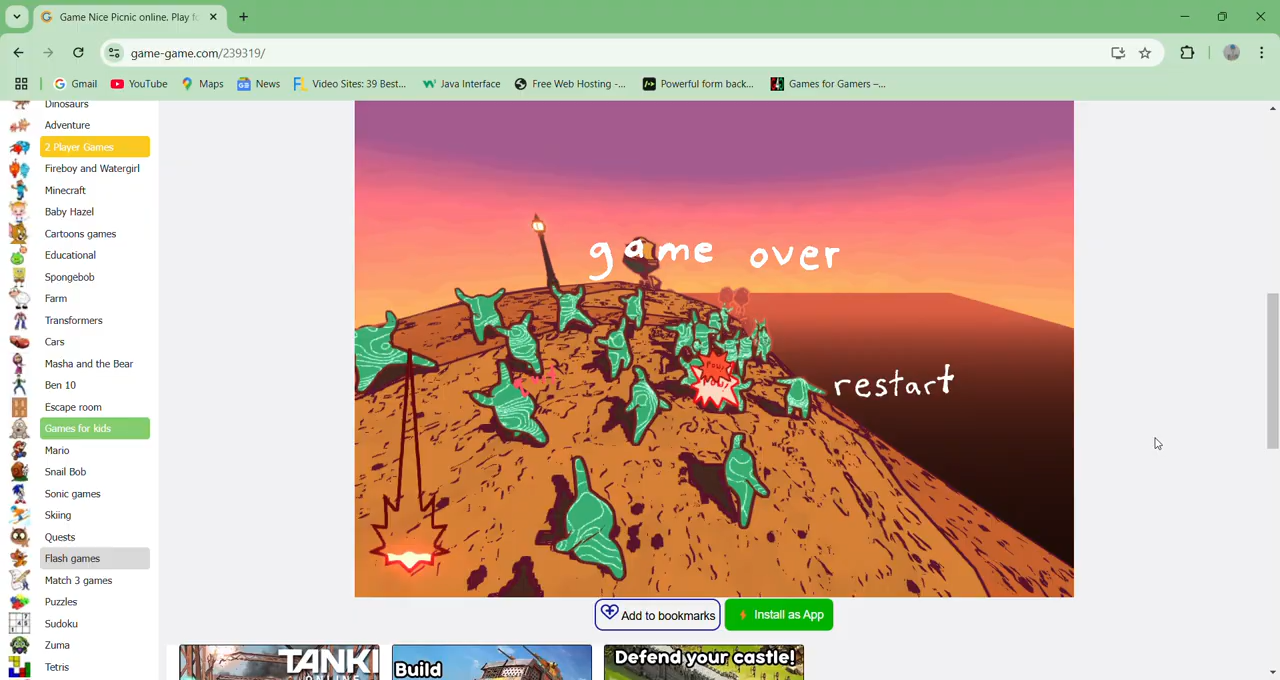 Game Nice Picnic online. Play fo
game-game.com/239319/
Gmail YouTube Maps News Video Sites: 39 Best... Java Interface Free Web Hosting -... Powerful form back... Games for Gamers –...
Dinosaurs
Adventure
2 Player Games
Fireboy and Watergirl
Minecraft
Baby Hazel
Cartoons games
Educational
Spongebob
Farm
Transformers
Cars
Masha and the Bear
Ben 10
Escape room
Games for kids
Mario
Snail Bob
Sonic games
Skiing
Quests
Flash games
Match 3 games
Puzzles
Sudoku
Zuma
Tetris
game over
quit
restart
Add to bookmarks
Install as App
TANKI
ONLINE
Build
Defend your castle!